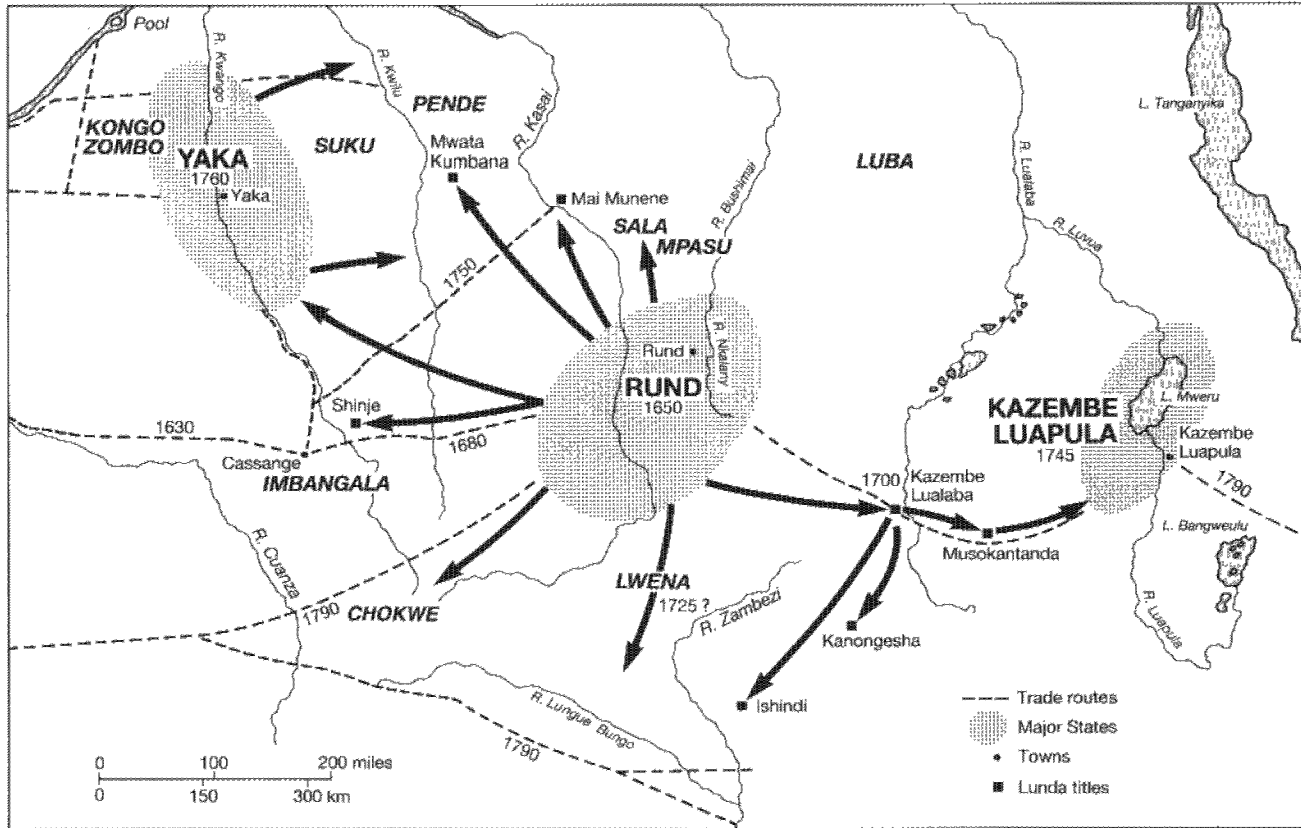 Pool
R. Kwango
R. Kwilu
PENDE
R. Kasai
L. Tanganyika
KONGO
ZOMBO
YAKA
1760
Yaka
SUKU
Mwata
Kumbana
LUBA
R. Lualaba
Mai Munene
R. Bushimai
SALA
MPASU
R. Luvua
1750
Rund
RUND
1650
Shinje
1630
1680
Cassange
IMBANGALA
KAZEMBE
LUAPULA
1745
L. Mweru
Kazembe
Luapula
1700
Kazembe
Lualaba
1790
Musokantanda
L. Bangweulu
R. Cuanza
LWENA
1725 ?
1790
CHOKWE
R. Zambezi
Kanongesha
R. Luapula
Ishindi
R. Lungue Bungo
1790
Trade routes
Major States
Towns
Lunda titles
0 100 200 miles
0 150 300 km